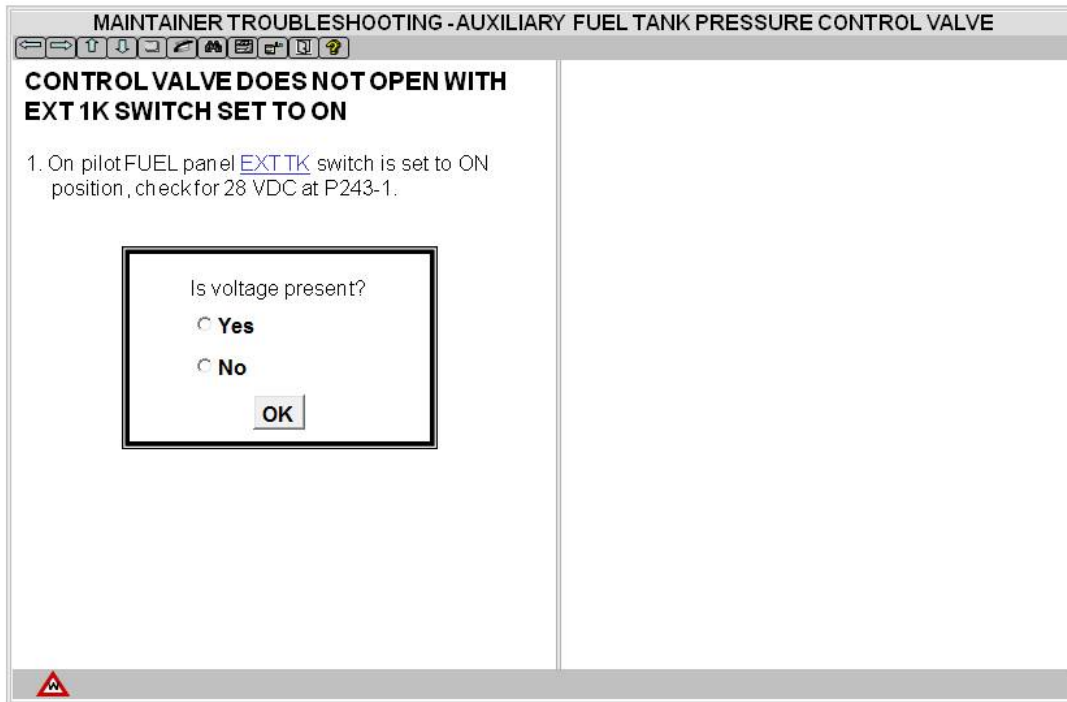 MAINTAINER TROUBLESHOOTING - AUXILIARY FUEL TANK PRESSURE CONTROL VALVE
CONTROL VALVE DOES NOT OPEN WITH
EXT 1K SWITCH SET TO ON
1. On pilot FUEL panel EXT TK switch is set to ON
position, check for 28 VDC at P243-1.
Is voltage present?
Yes
No
OK
W